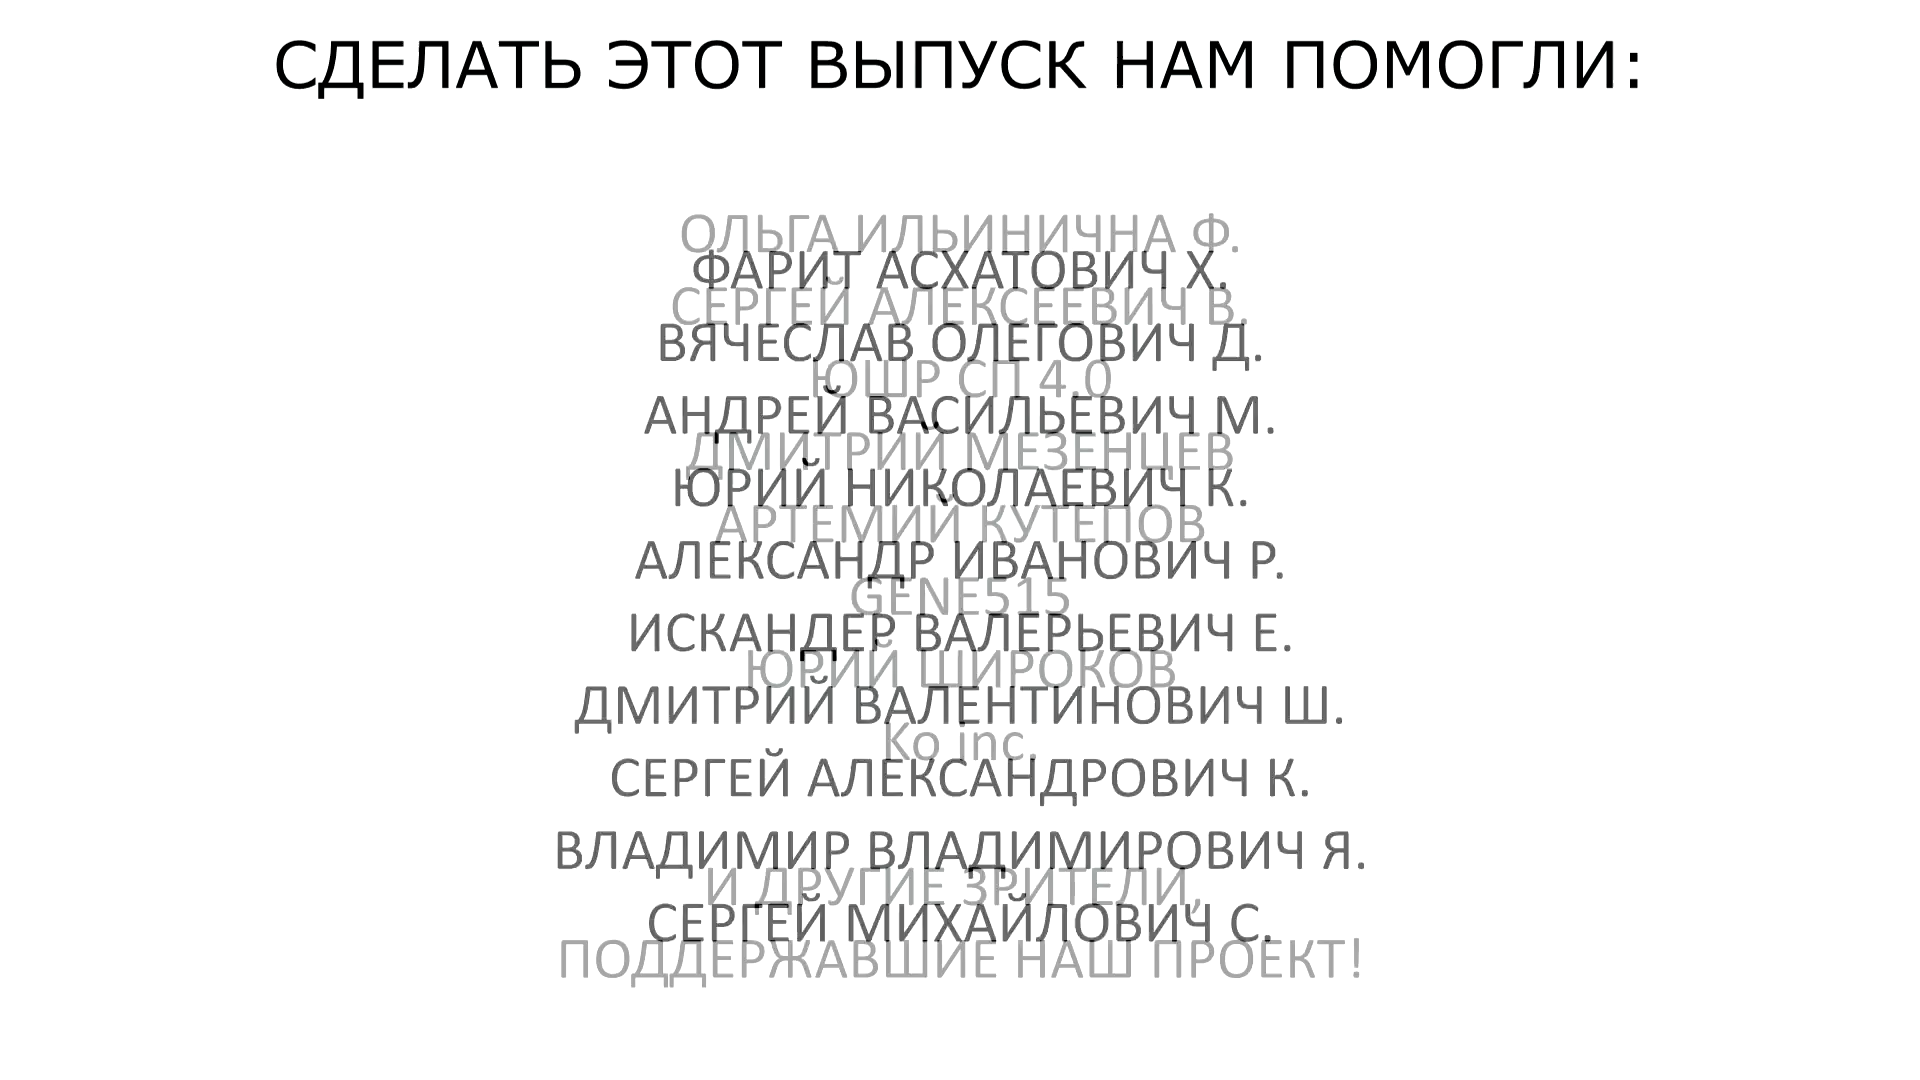 СДЕЛАТЬ ЭТОТ ВЫПУСК НАМ ПОМОГЛИ:
ОЛЬГА ИЛЬИНИЧНА Ф.
ФАРИТ АСХАТОВИЧ Х.
СЕРГЕЙ АЛЕКСЕЕВИЧ В.
ВЯЧЕСЛАВ ОЛЕГОВИЧ Д.
ЮШР СП 4.0
АНДРЕЙ ВАСИЛЬЕВИЧ М.
ДМИТРИЙ МЕЗЕНЦЕВ
ЮРИЙ НИКОЛАЕВИЧ К.
АРТЕМИЙ КУТЕПОВ
АЛЕКСАНДР ИВАНОВИЧ Р.
GENE515
ИСКАНДЕР ВАЛЕРЬЕВИЧ Е.
ЮРИЙ ШИРОКОВ
ДМИТРИЙ ВАЛЕНТИНОВИЧ Ш.
Ko inc.
СЕРГЕЙ АЛЕКСАНДРОВИЧ К.
ВЛАДИМИР ВЛАДИМИРОВИЧ Я.
И ДРУГИЕ ЗРИТЕЛИ,
СЕРГЕЙ МИХАЙЛОВИЧ С.
ПОДДЕРЖАВШИЕ НАШ ПРОЕКТ!